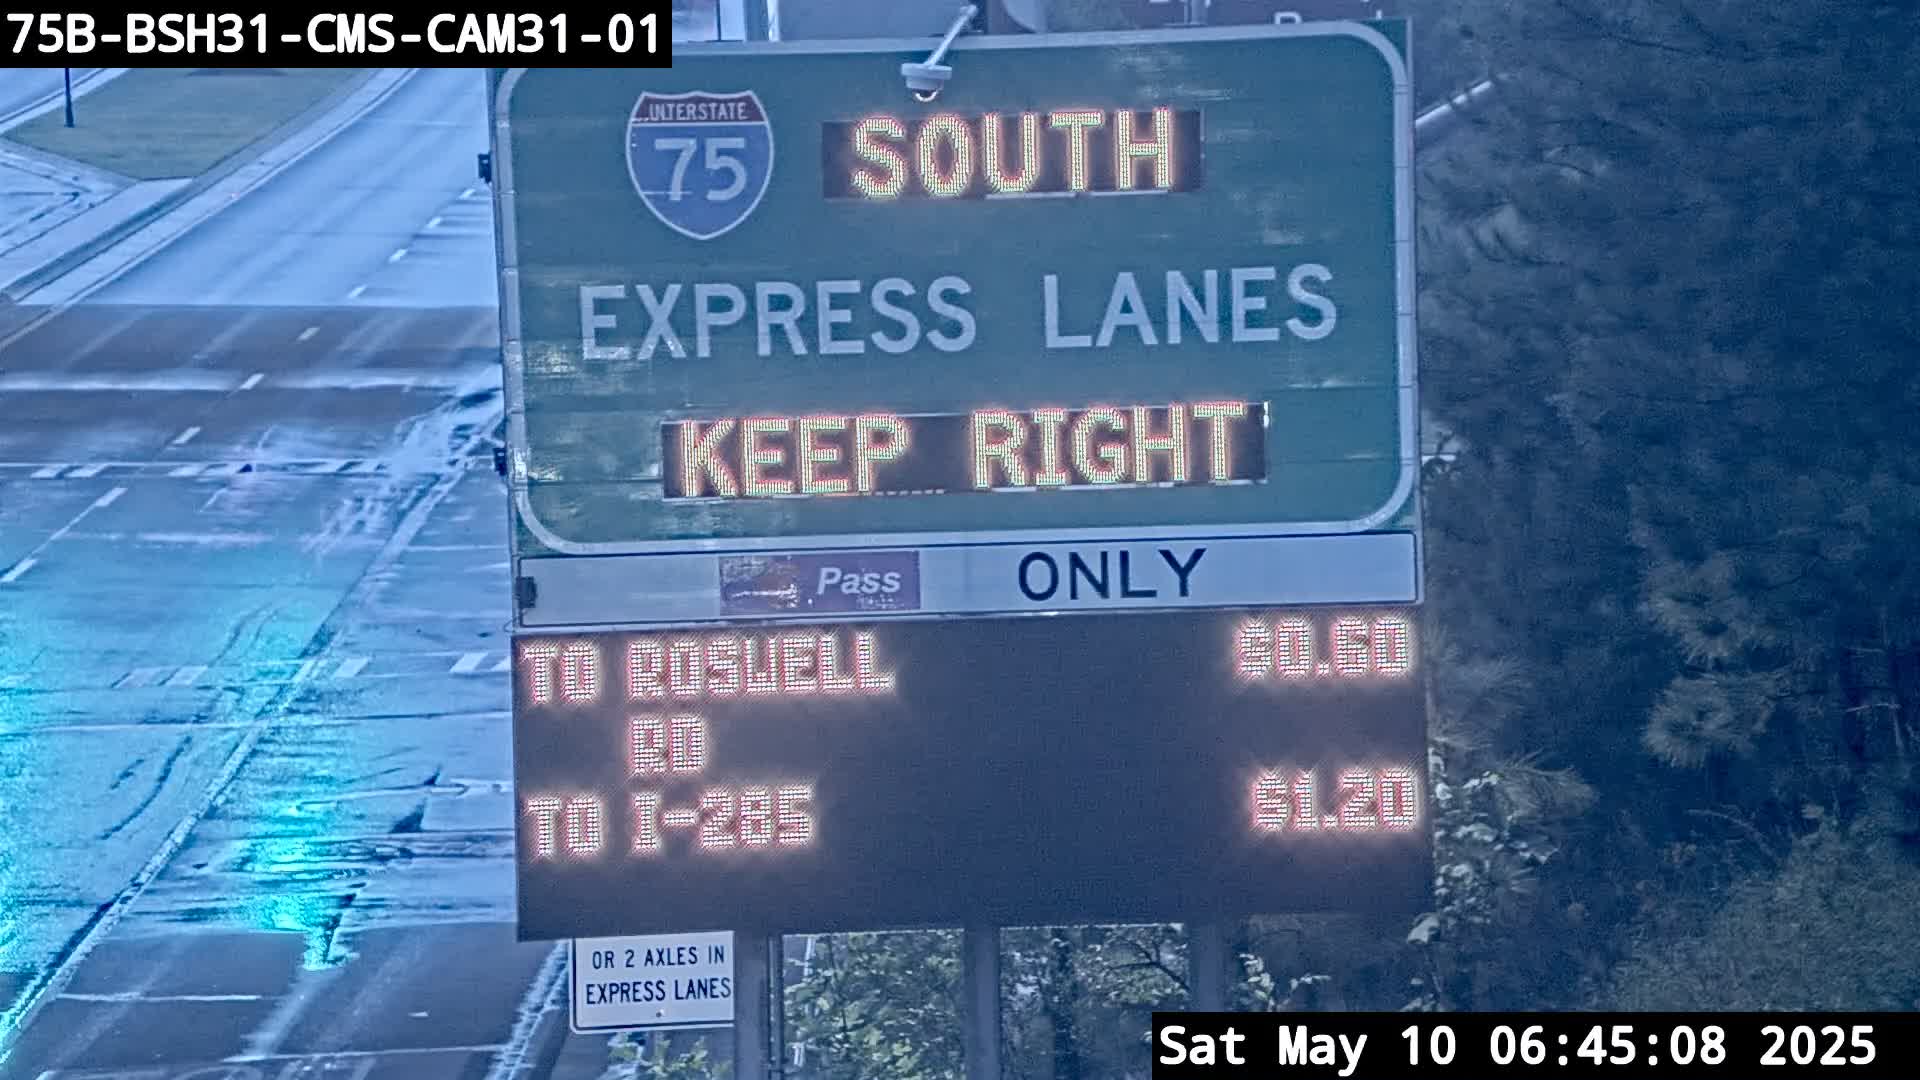 75B-BSH31-CMS-CAM31-01
INTERSTATE
75
SOUTH
EXPRESS LANES
KEEP RIGHT
Pass ONLY
TO ROSWELL $0.60
RD
TO I-285 $1.20
OR 2 AXLES IN
EXPRESS LANES
Sat May 10 06:45:08 2025